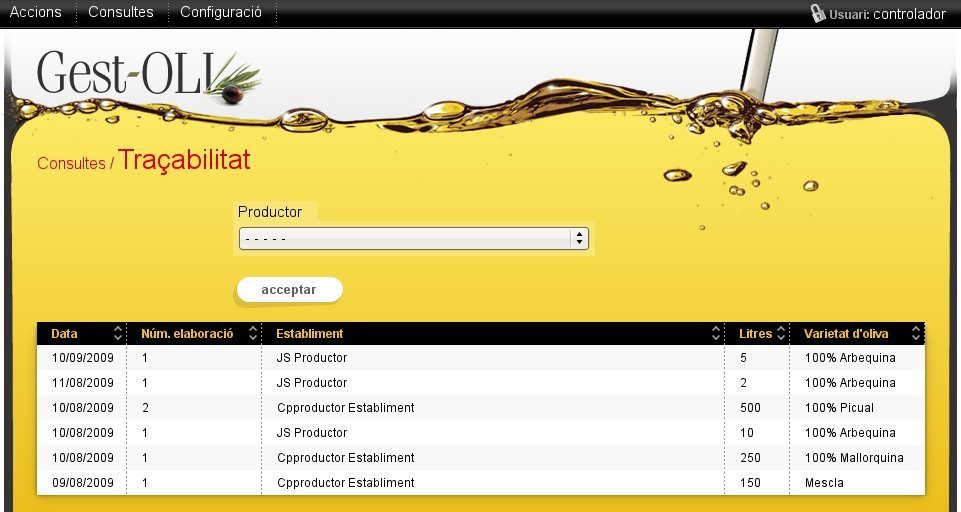 Accions Consultes Configuració Usuari: controlador
Gest-OLI
Consultes / Traçabilitat
Productor
- - - - -
acceptar
Data Núm. elaboració Establiment Litres Varietat d'oliva
10/09/2009 1 JS Productor 5 100% Arbequina
11/08/2009 1 JS Productor 2 100% Arbequina
10/08/2009 2 Cpproductor Establiment 500 100% Picual
10/08/2009 1 JS Productor 10 100% Arbequina
10/08/2009 1 Cpproductor Establiment 250 100% Mallorquina
09/08/2009 1 Cpproductor Establiment 150 Mescla